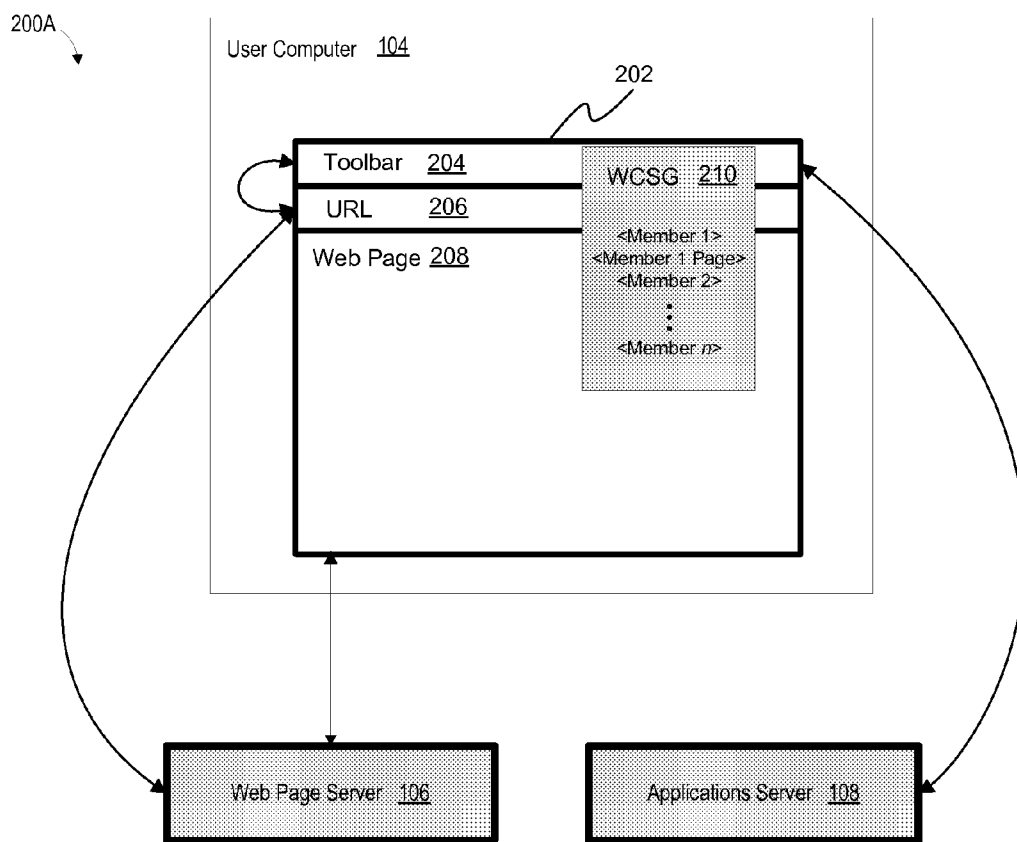 200A
User Computer 104
202
Toolbar 204
WCSG 210
URL 206
<Member 1>
Web Page 208
<Member 1 Page>
<Member 2>
<Member n>
Web Page Server 106
Applications Server 108